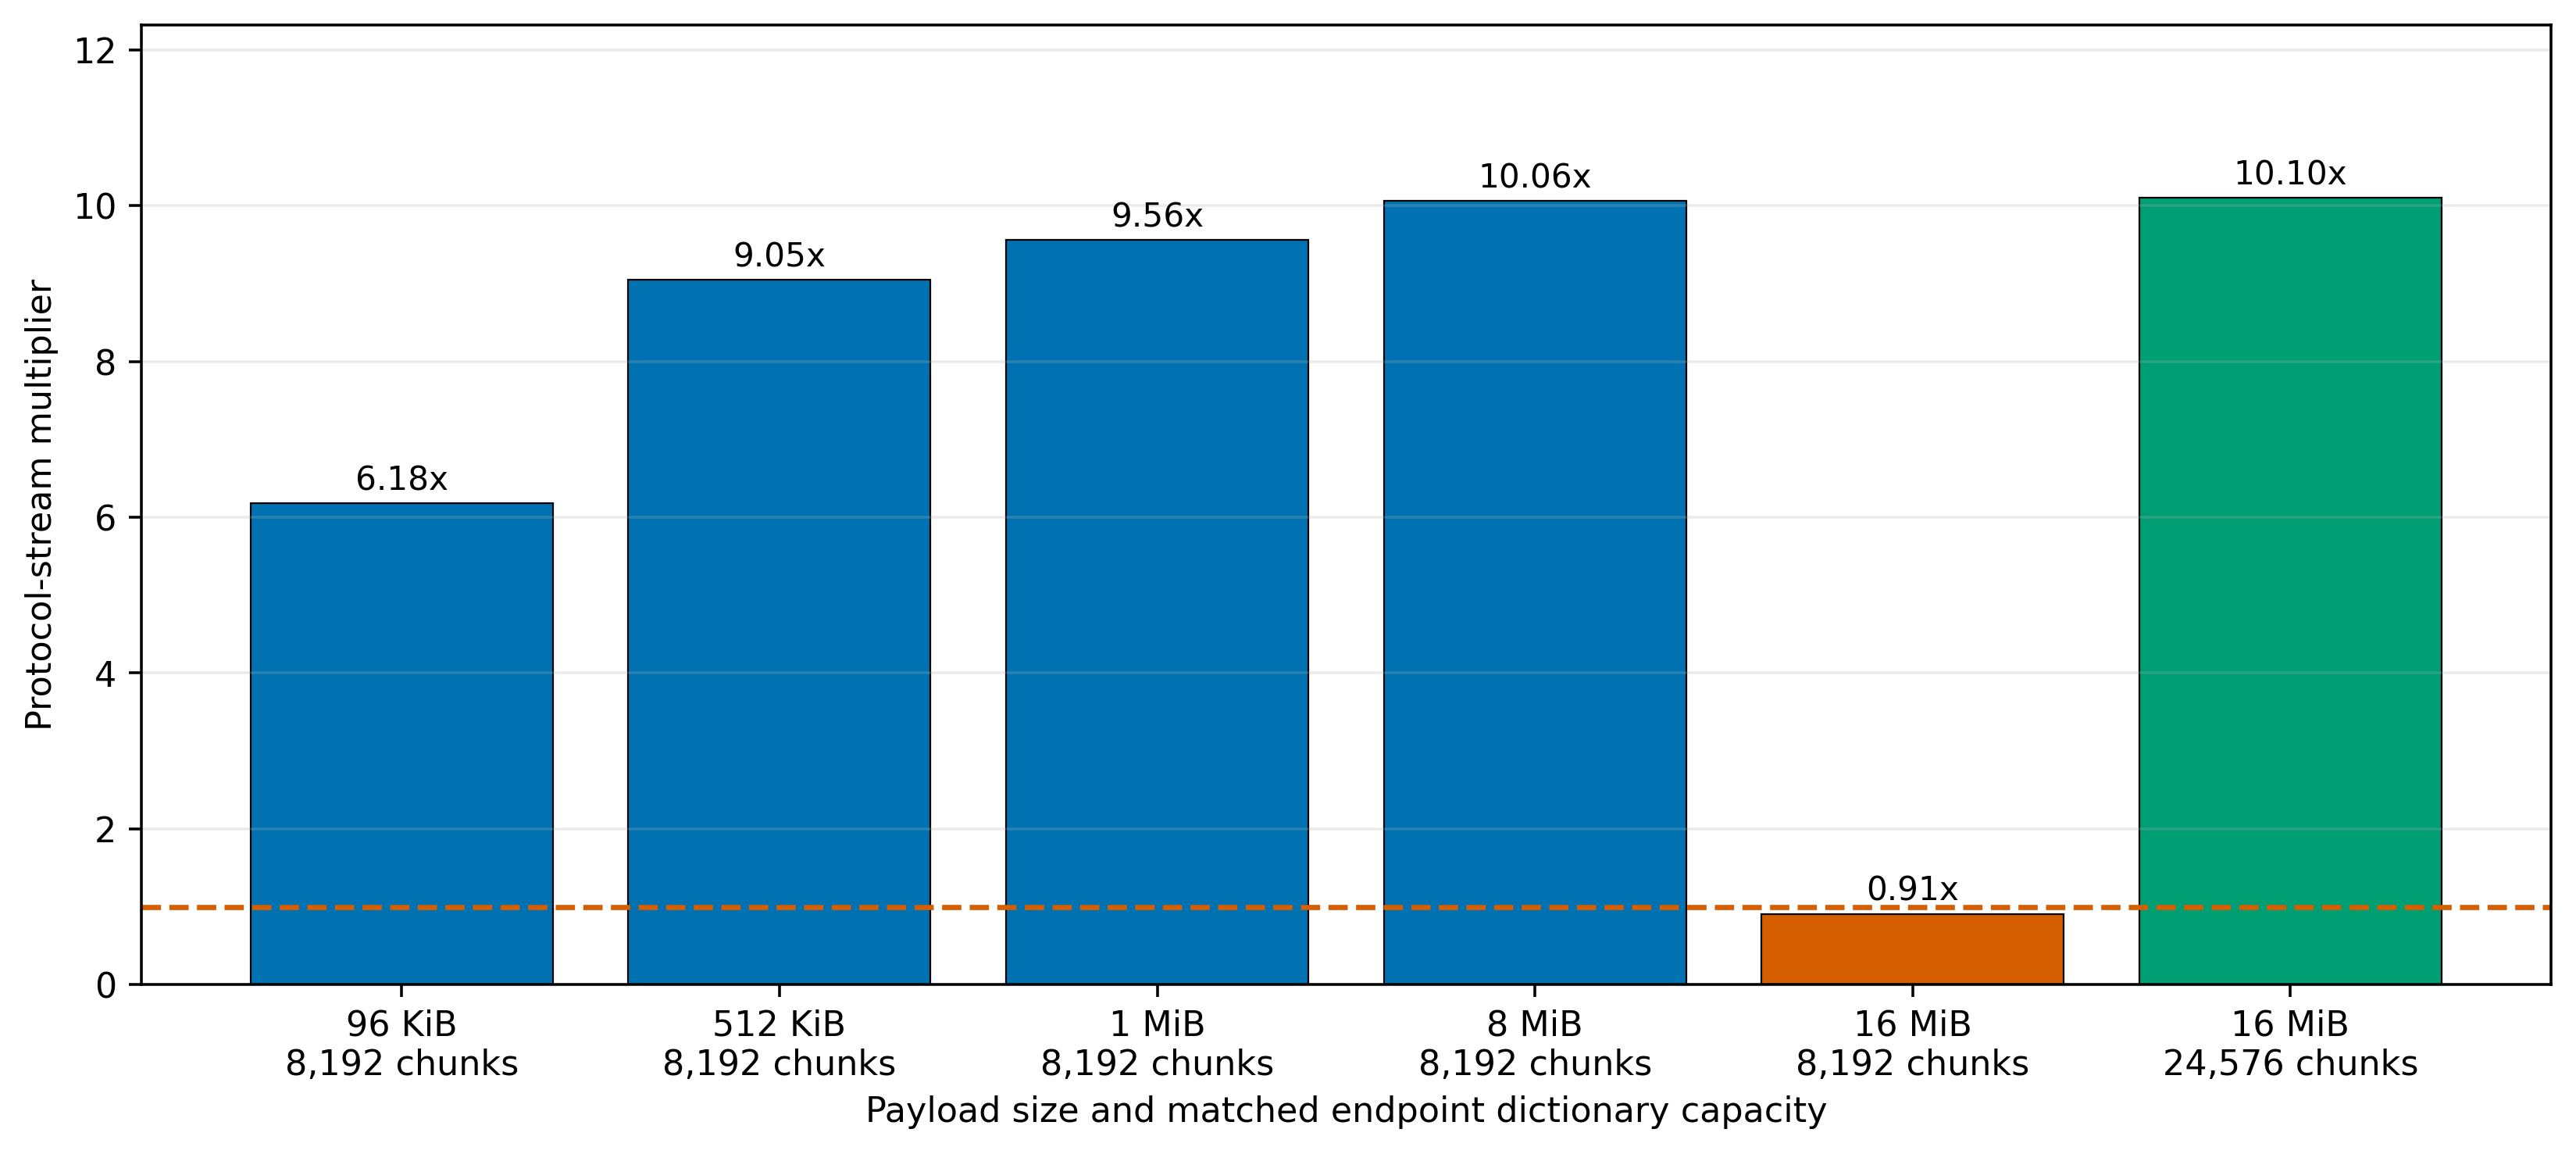 Protocol-stream multiplier
12
10
8
6
4
2
0
6.18x
9.05x
9.56x
10.06x
0.91x
10.10x
96 KiB
8,192 chunks
512 KiB
8,192 chunks
1 MiB
8,192 chunks
8 MiB
8,192 chunks
16 MiB
8,192 chunks
16 MiB
24,576 chunks
Payload size and matched endpoint dictionary capacity